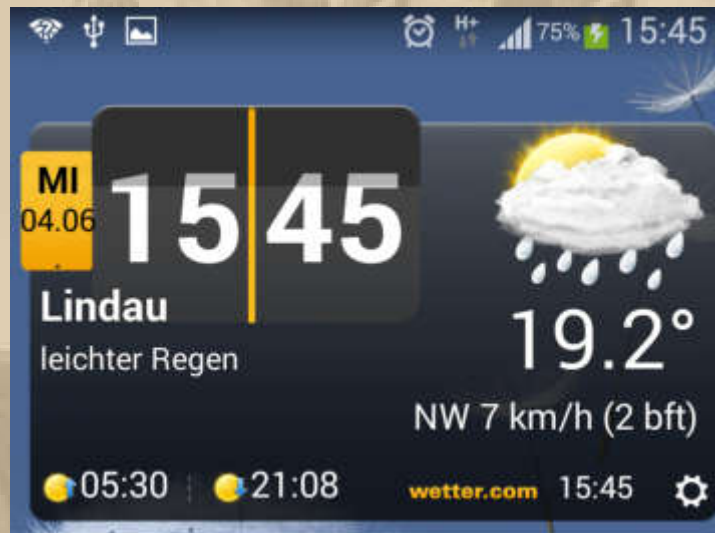 H+ 75% 15:45
MI
04.06
.
15 45
Lindau
leichter Regen
19.2°
NW 7 km/h (2 bft)
05:30 21:08 wetter.com 15:45